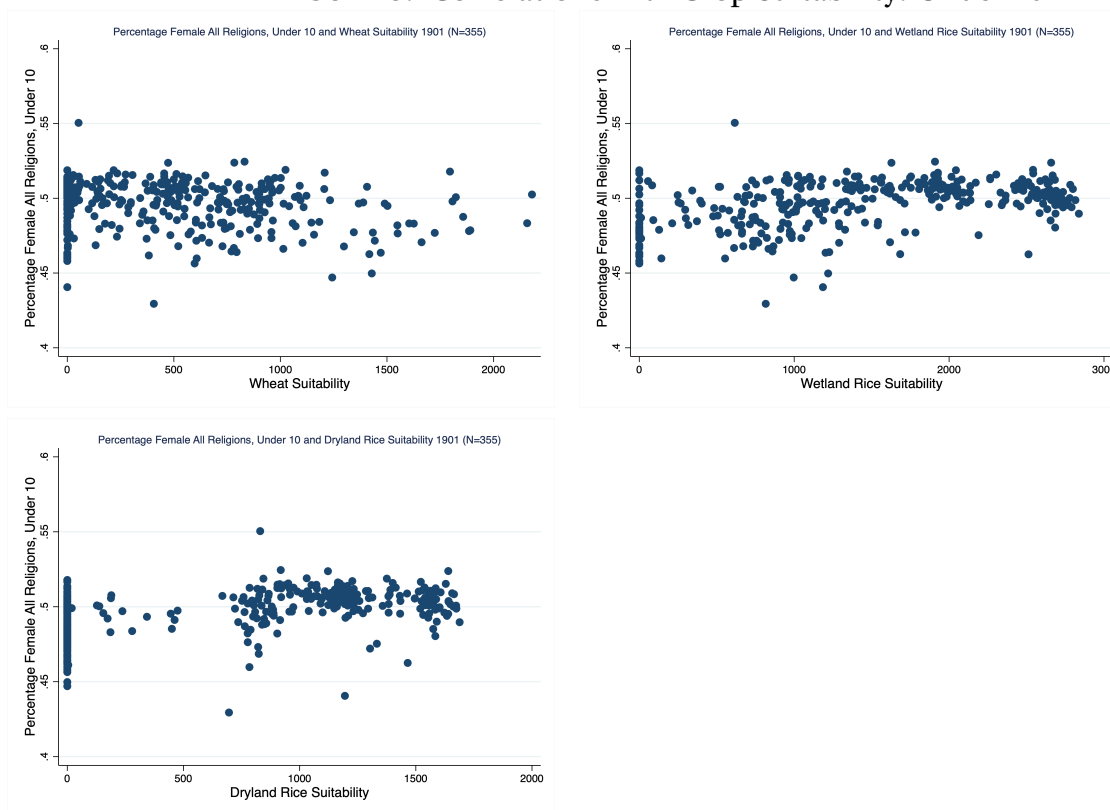 Percentage Female All Religions, Under 10 and Wheat Suitability 1901 (N=355)
Percentage Female All Religions, Under 10
.6
.55
.5
.45
.4
0 500 1000 1500 2000
Wheat Suitability
Percentage Female All Religions, Under 10 and Wetland Rice Suitability 1901 (N=355)
Percentage Female All Religions, Under 10
.6
.55
.5
.45
.4
0 1000 2000 300
Wetland Rice Suitability
Percentage Female All Religions, Under 10 and Dryland Rice Suitability 1901 (N=355)
Percentage Female All Religions, Under 10
.6
.55
.5
.45
.4
0 500 1000 1500 2000
Dryland Rice Suitability